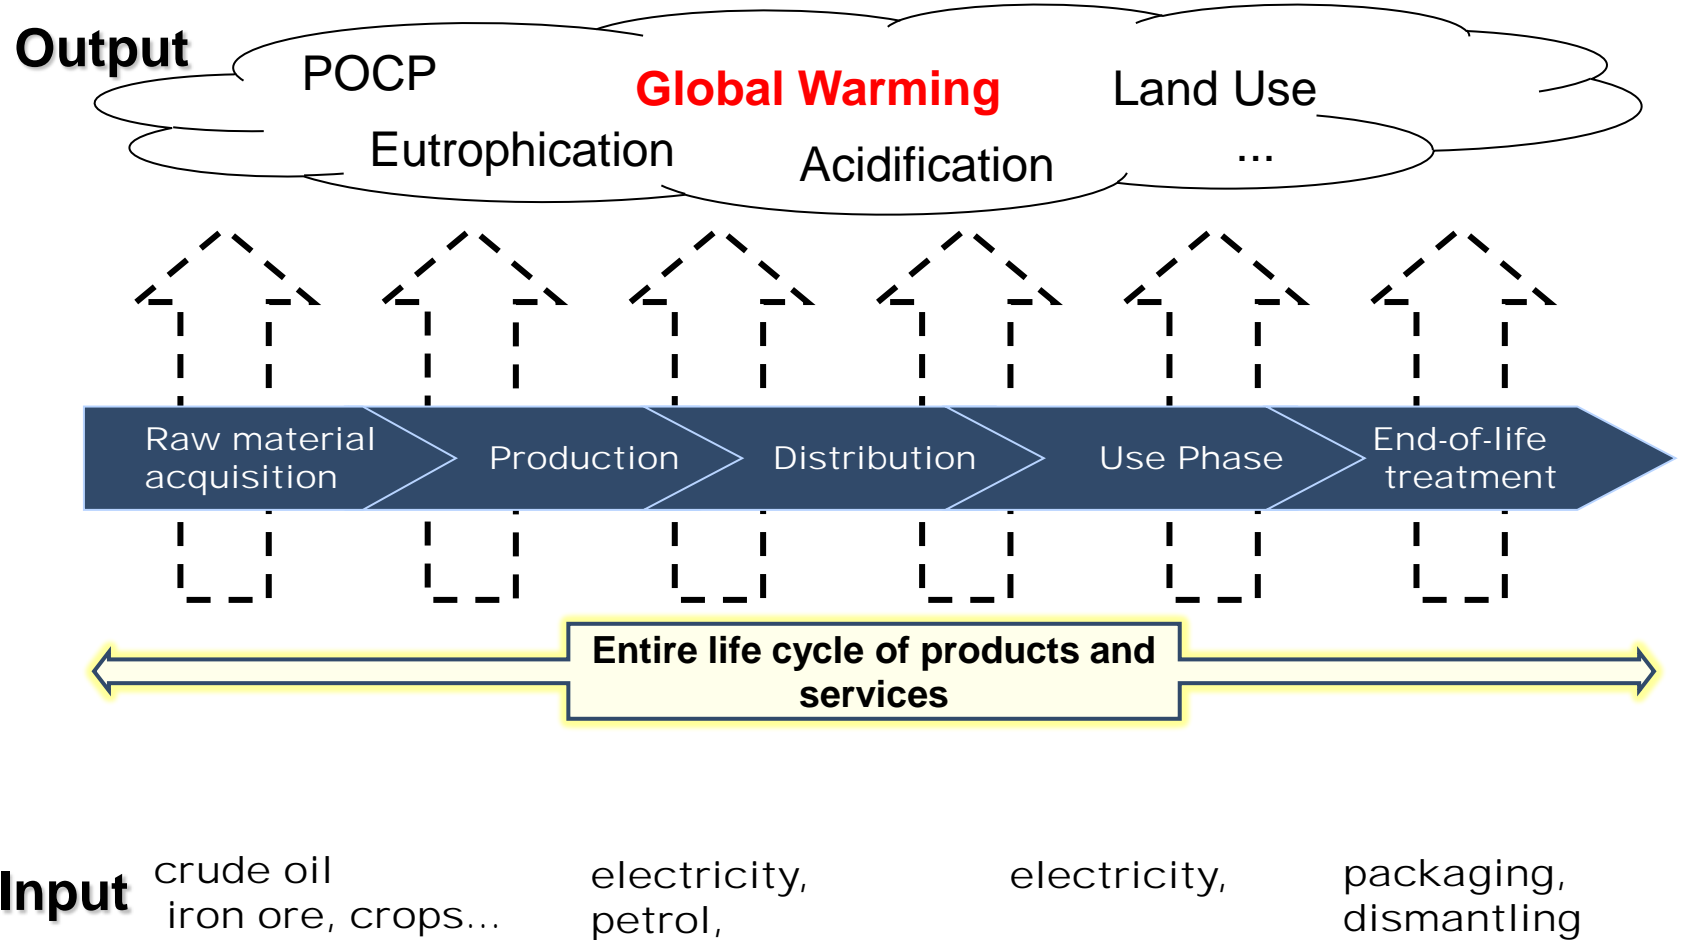 Output
POCP
Global Warming
Land Use
Eutrophication
Acidification
...
Raw material
acquisition
Production
Distribution
Use Phase
End-of-life
treatment
Entire life cycle of products and
services
Input
crude oil
iron ore, crops...
electricity,
petrol,
electricity,
packaging,
dismantling